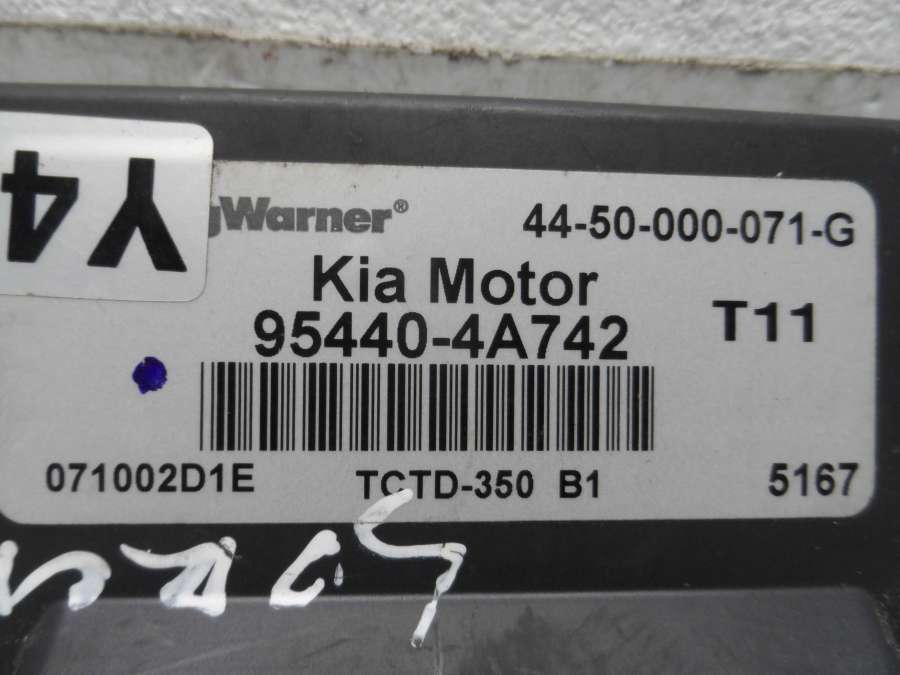 Y4
gWarner®
44-50-000-071-G
Kia Motor
95440-4A742
T11
071002D1E
TCTD-350 B1
5167